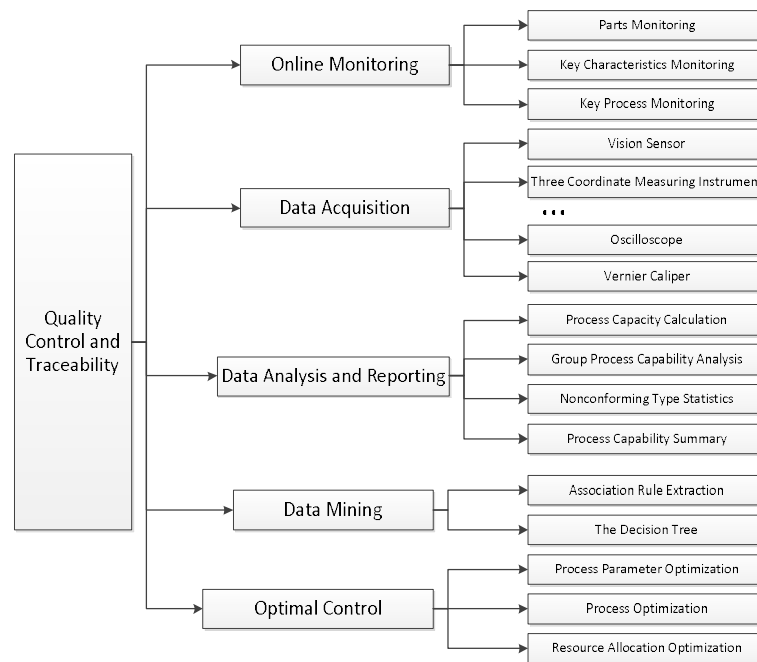 Quality
Control and
Traceability
Online Monitoring
Parts Monitoring
Key Characteristics Monitoring
Key Process Monitoring
Data Acquisition
Vision Sensor
Three Coordinate Measuring Instrumen
...
Oscilloscope
Vernier Caliper
Data Analysis and Reporting
Process Capacity Calculation
Group Process Capability Analysis
Nonconforming Type Statistics
Process Capability Summary
Data Mining
Association Rule Extraction
The Decision Tree
Optimal Control
Process Parameter Optimization
Process Optimization
Resource Allocation Optimization